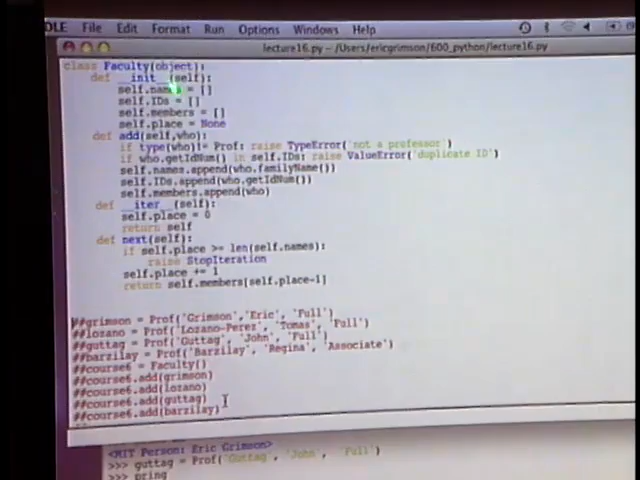 DLE File Edit Format Run Options Windows Help
lecture16.py - /Users/ericgrimson/600_python/lecture16.py
class Faculty(object):
def __init__(self):
self.names = []
self.IDs = []
self.members = []
self.place = None
def add(self,who):
if type(who)!= Prof: raise TypeError('not a professor')
if who.getIdNum() in self.IDs: raise ValueError('duplicate ID')
self.names.append(who.familyName())
self.IDs.append(who.getIdNum())
self.members.append(who)
def __iter__(self):
self.place = 0
return self
def next(self):
if self.place >= len(self.names):
raise StopIteration
self.place += 1
return self.members[self.place-1]
##grimson = Prof('Grimson','Eric', 'Full')
##lozano = Prof('Lozano-Perez', 'Tomas', 'Full')
##guttag = Prof('Guttag', 'John', 'Full')
##barzilay = Prof('Barzilay', 'Regina', 'Associate')
##course6 = Faculty()
##course6.add(grimson)
##course6.add(lozano)
##course6.add(guttag)
##course6.add(barzilay)
<MIT Person: Eric Grimson>
>>> guttag = Prof('Guttag', 'John', 'Full')
>>> pring